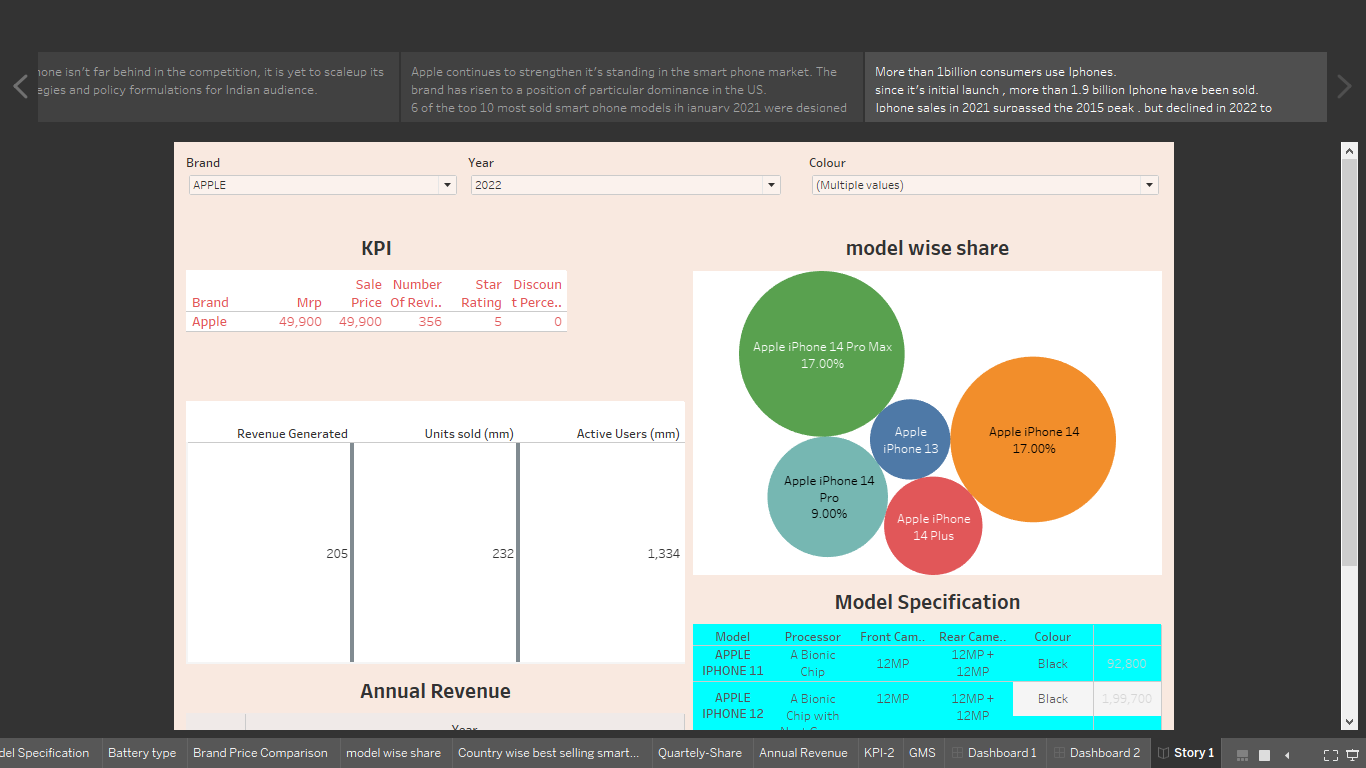 hone isn't far behind in the competition, it is yet to scaleup its
egies and policy formulations for Indian audience.
Apple continues to strengthen it's standing in the smart phone market. The
brand has risen to a position of particular dominance in the US.
6 of the top 10 most sold smart phone models ih january 2021 were designed
More than 1billion consumers use Iphones.
since it's initial launch , more than 1.9 billion Iphone have been sold.
Iphone sales in 2021 surpassed the 2015 peak , but declined in 2022 to
Brand
Year
Colour
APPLE
2022
(Multiple values)
KPI
Brand Mrp Sale Price Number Of Revi.. Star Rating Discoun t Perce..
Apple 49,900 49,900 356 5 0
Revenue Generated Units sold (mm) Active Users (mm)
205 232 1,334
Annual Revenue
Year
model wise share
Apple iPhone 14 Pro Max
17.00%
Apple
iPhone 13
Apple iPhone 14
17.00%
Apple iPhone 14
Pro
9.00%
Apple iPhone
14 Plus
Model Specification
Model Processor Front Cam.. Rear Came.. Colour
APPLE IPHONE 11 A Bionic Chip 12MP 12MP + 12MP Black 92,800
APPLE IPHONE 12 A Bionic Chip with 12MP 12MP + 12MP Black 1,99,700
del Specification Battery type Brand Price Comparison model wise share Country wise best selling smart... Quartely-Share Annual Revenue KPI-2 GMS Dashboard 1 Dashboard 2 Story 1